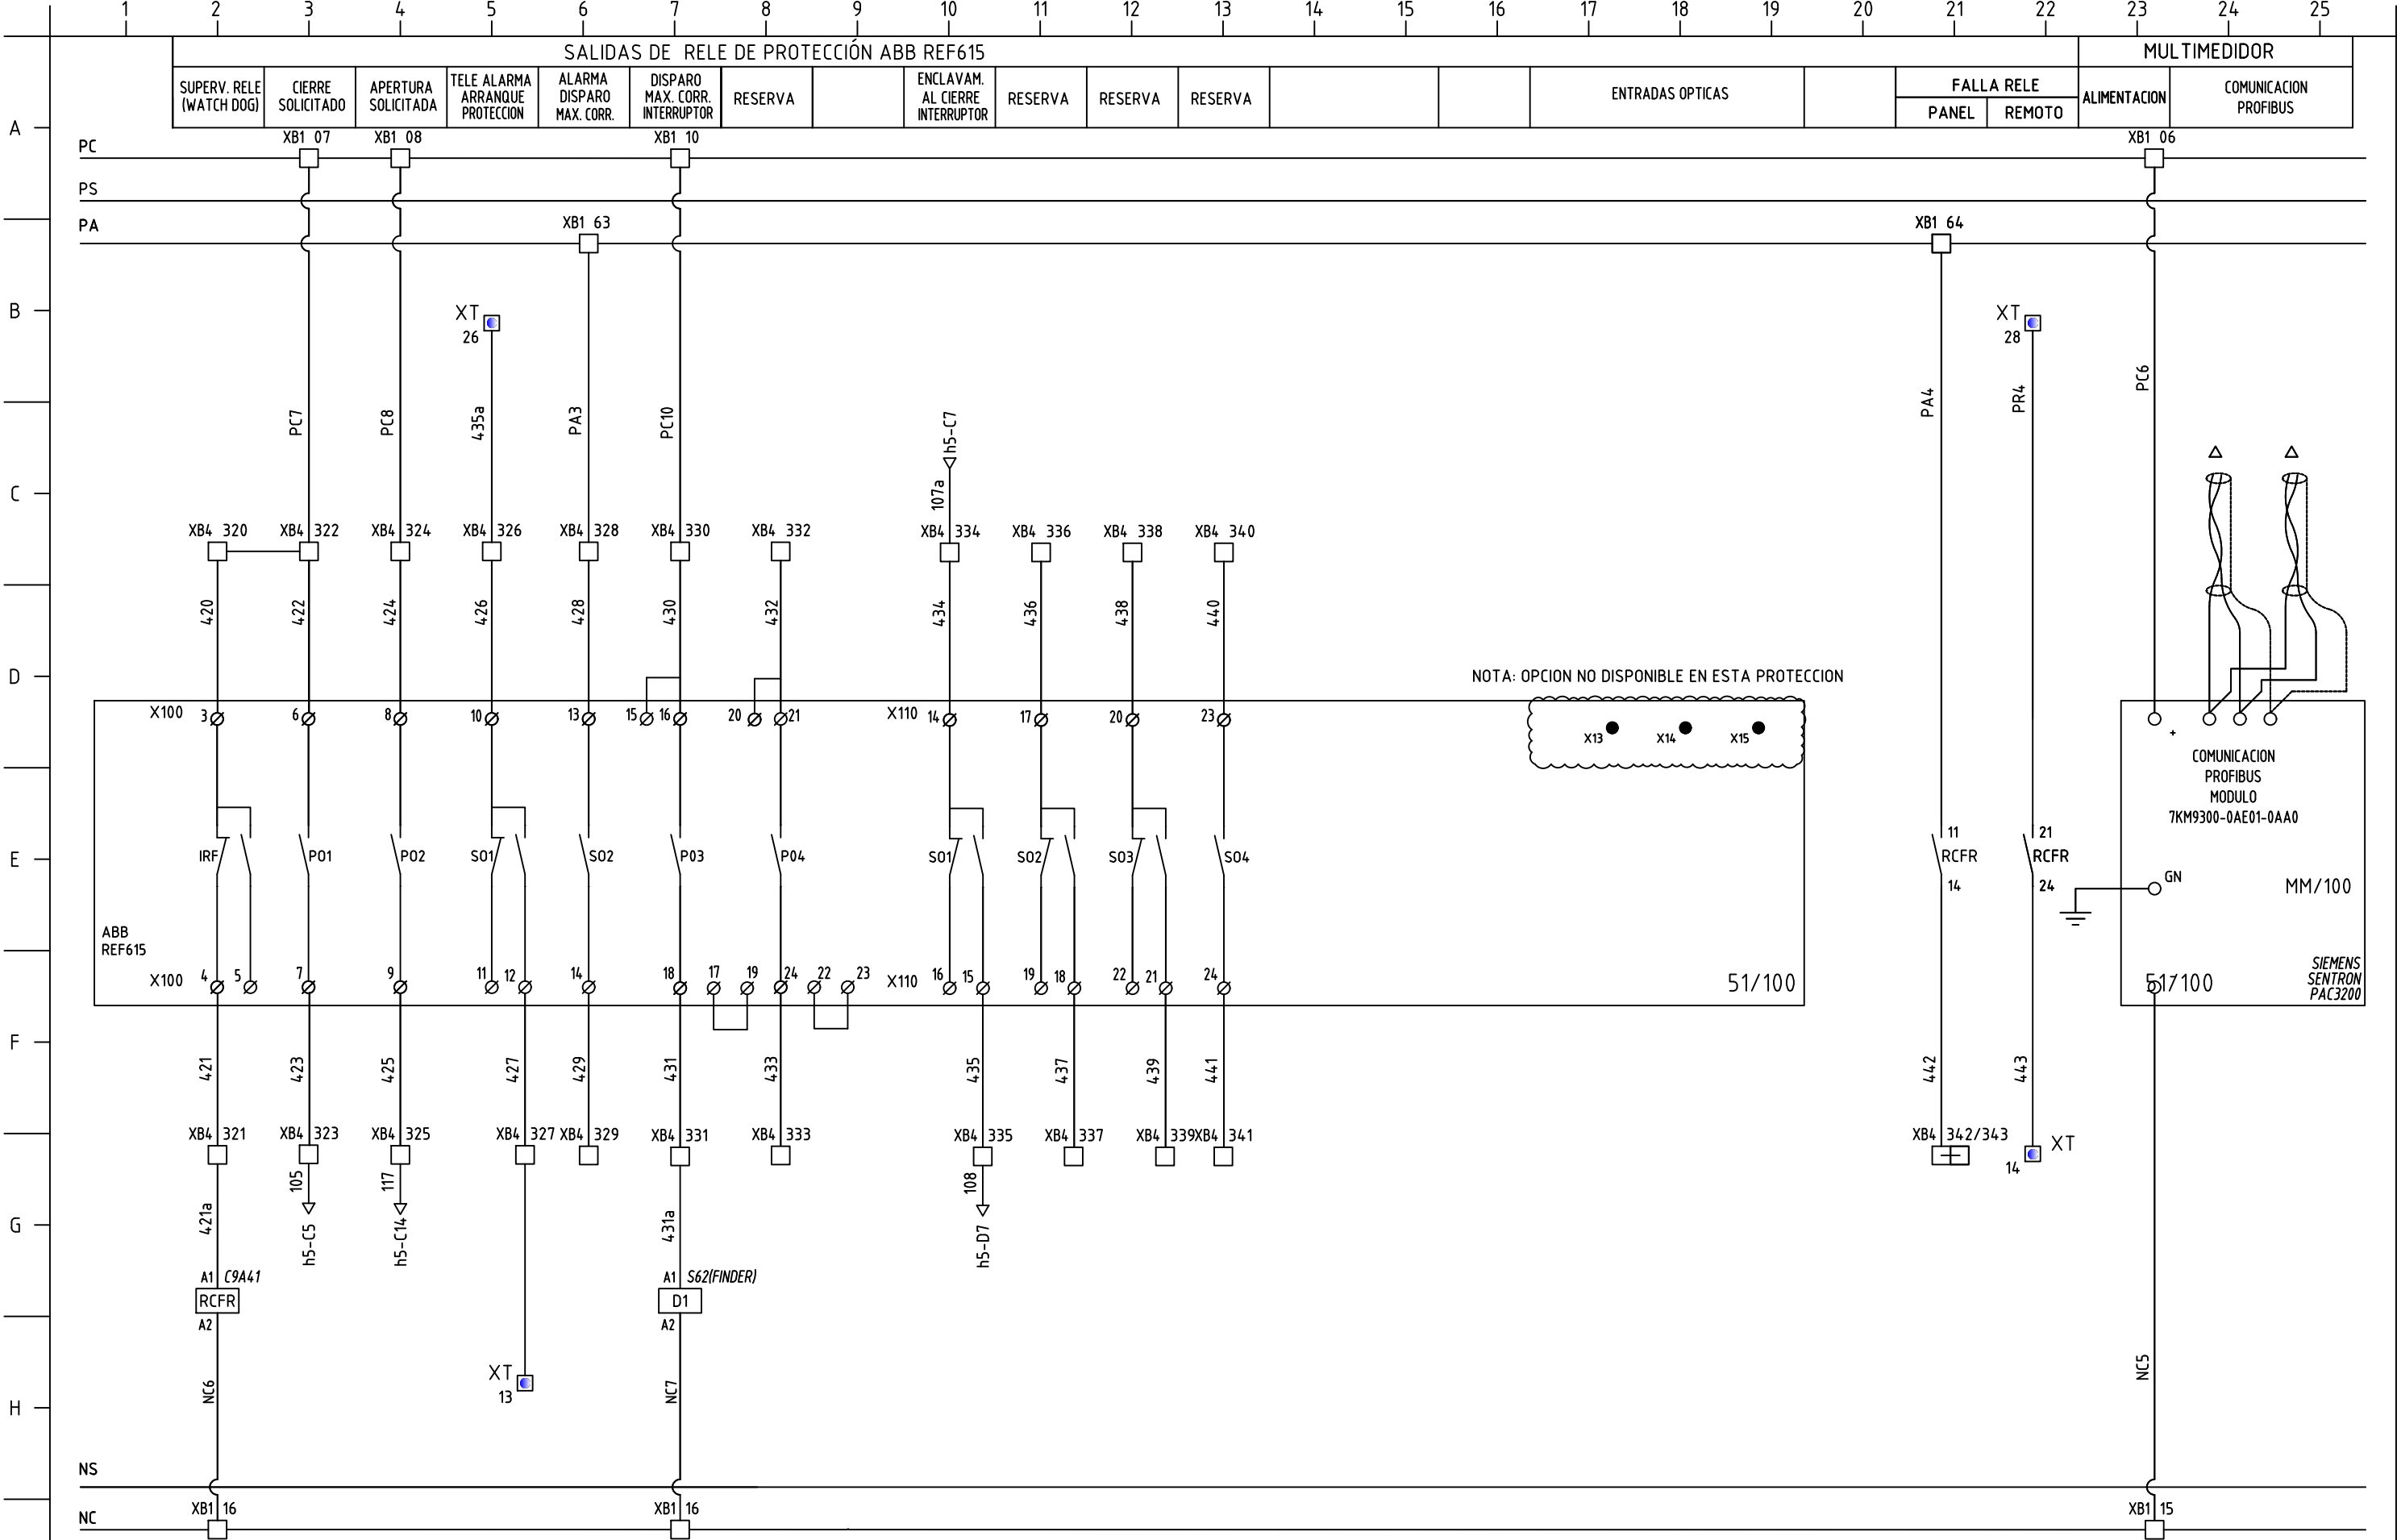 1 2 3 4 5 6 7 8 9 10 11 12 13 14 15 16 17 18 19 20 21 22 23 24 25
SALIDAS DE RELE DE PROTECCIÓN ABB REF615
MULTIMEDIDOR
SUPERV. RELE
(WATCH DOG)
CIERRE
SOLICITADO
APERTURA
SOLICITADA
TELE ALARMA
ARRANQUE
PROTECCION
ALARMA
DISPARO
MAX. CORR.
DISPARO
MAX. CORR.
INTERRUPTOR
RESERVA
ENCLAVAM.
AL CIERRE
INTERRUPTOR
RESERVA
RESERVA
RESERVA
ENTRADAS OPTICAS
FALLA RELE
PANEL
REMOTO
ALIMENTACION
COMUNICACION
PROFIBUS
A
XB1 07
XB1 08
XB1 10
XB1 06
PC
PS
PA
XB1 63
XB1 64
B
XT
26
XT
28
PC7
PC8
435a
PA3
PC10
h5-C7
PA4
PR4
PC6
C
107a
XB4 320
XB4 322
XB4 324
XB4 326
XB4 328
XB4 330
XB4 332
XB4 334
XB4 336
XB4 338
XB4 340
420
422
424
426
428
430
432
434
436
438
440
D
NOTA: OPCION NO DISPONIBLE EN ESTA PROTECCION
X100 3 6 8 10 13 15 16 20 21
X110 14 17 20 23
X13 X14 X15
+
COMUNICACION
PROFIBUS
MODULO
7KM9300-0AE01-0AA0
E
IRF
PO1
PO2
SO1
SO2
PO3
PO4
SO1
SO2
SO3
SO4
11
RCFR
14
21
RCFR
24
GN
MM/100
ABB
REF615
X100 4 5 7 9 11 12 14 18 17 19 24 22 23
X110 16 15 19 18 22 21 24
51/100
51/100
SIEMENS
SENTRON
PAC3200
F
421
423
425
427
429
431
433
435
437
439
441
442
443
XB4 321
XB4 323
XB4 325
XB4 327
XB4 329
XB4 331
XB4 333
XB4 335
XB4 337
XB4 339
XB4 341
XB4 342/343
14
XT
G
421a
105
h5-C5
117
h5-C14
431a
108
h5-D7
A1 C9A41
RCFR
A2
A1 S62(FINDER)
D1
A2
XT
13
NC6
NC7
NC5
H
NS
NC
XB1 16
XB1 16
XB1 15